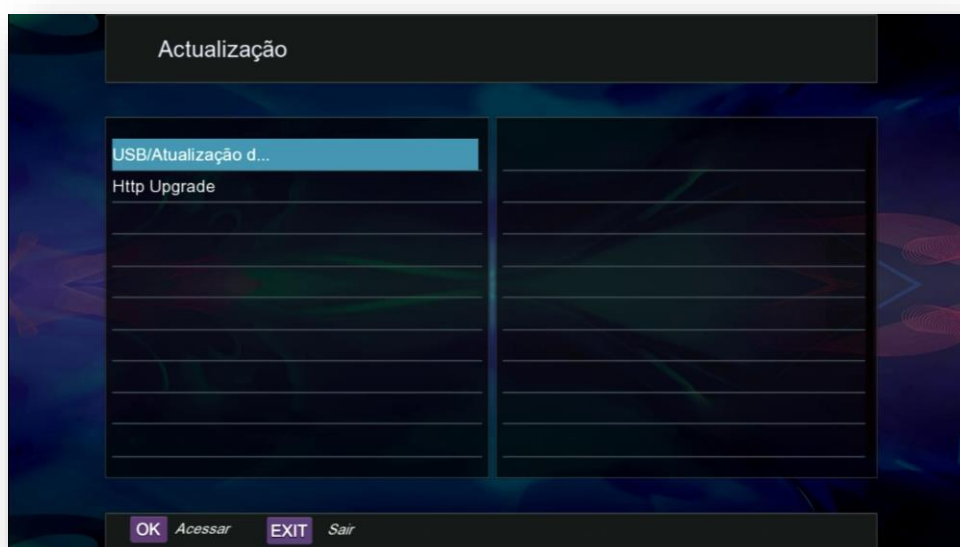 Actualização
USB/Atualização d...
Http Upgrade
OK Acessar EXIT Sair